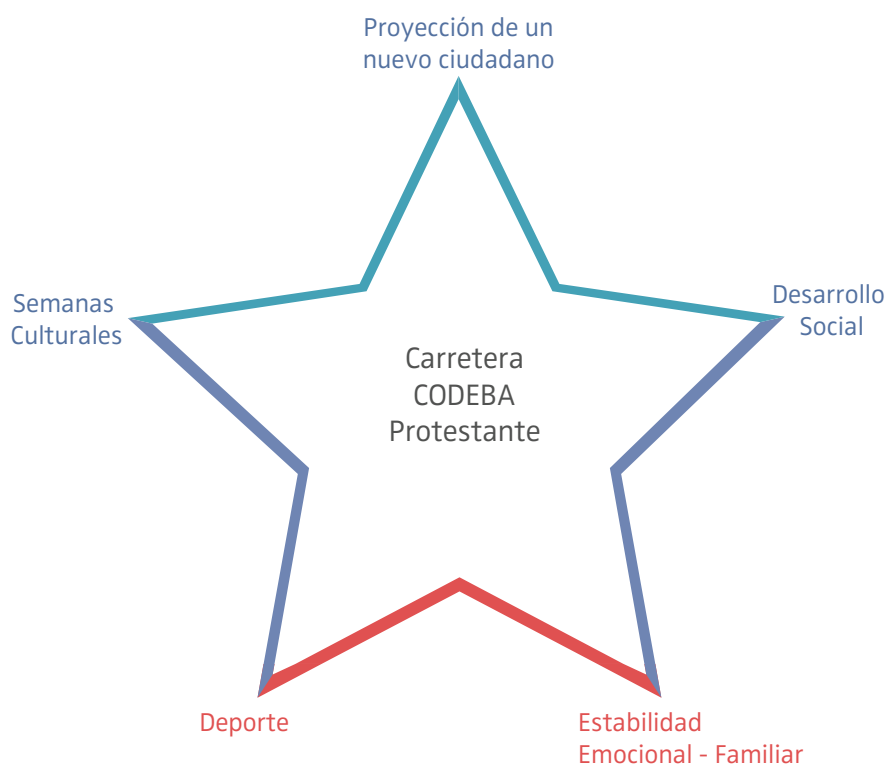 Proyección de un
nuevo ciudadano
Semanas
Culturales
Desarrollo
Social
Carretera
CODEBA
Protestante
Deporte
Estabilidad
Emocional - Familiar